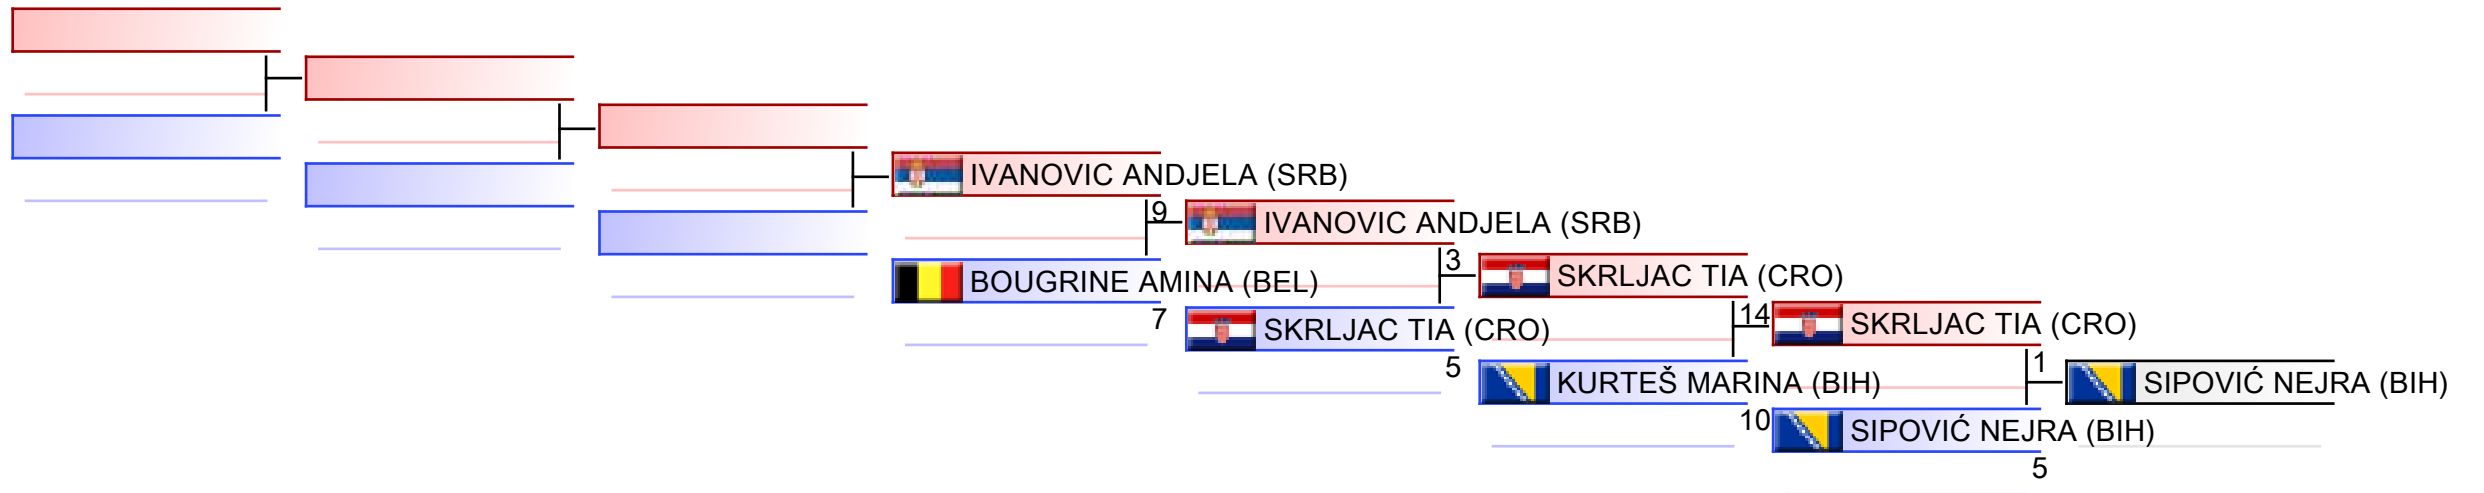 IVANOVIC ANDJELA (SRB)
9
BOUGRINE AMINA (BEL)
7
IVANOVIC ANDJELA (SRB)
3
SKRLJAC TIA (CRO)
5
SKRLJAC TIA (CRO)
14
KURTEŠ MARINA (BIH)
10
SKRLJAC TIA (CRO)
1
SIPOVIĆ NEJRA (BIH)
5
SIPOVIĆ NEJRA (BIH)